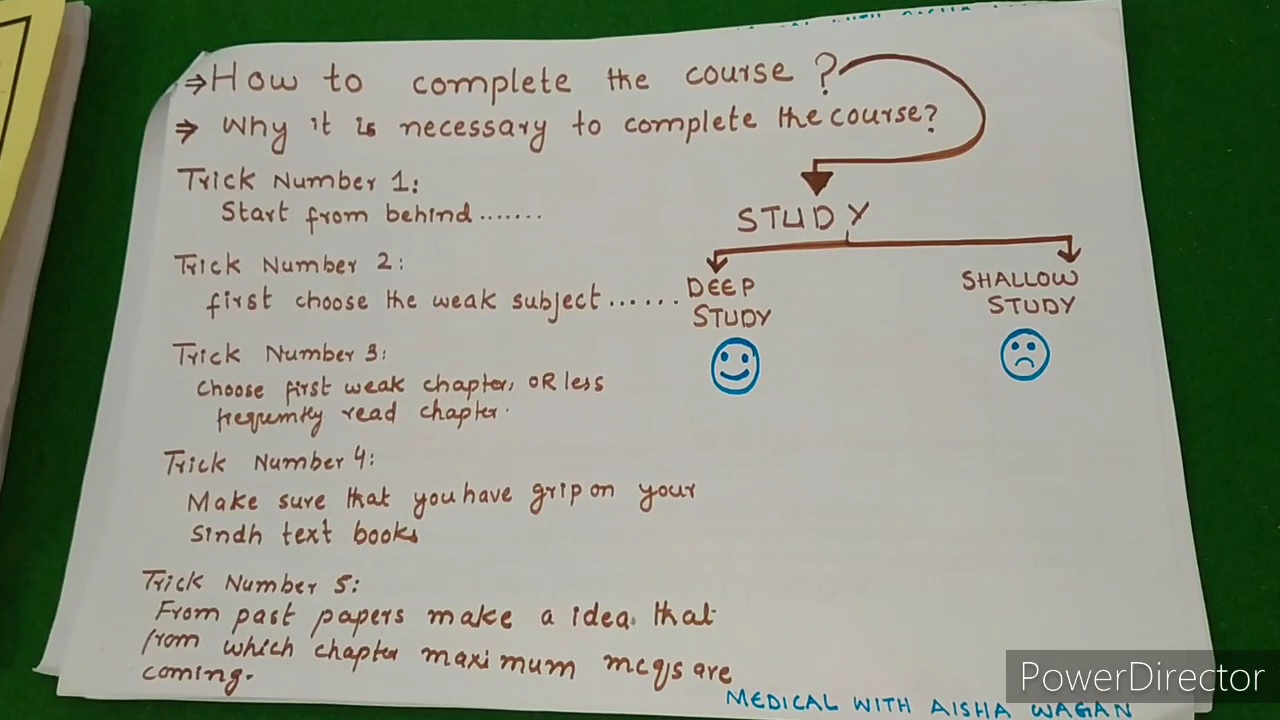 ⇒ How to complete the course ?
⇒ Why it is necessary to complete the course?
Trick Number 1:
Start from behind.......
Trick Number 2:
first choose the weak subject......
Trick Number 3:
Choose first weak chapter, OR less
frequently read chapter.
Trick Number 4:
Make sure that you have grip on your
Sindh text books
Trick Number 5:
From past papers make a idea that
from which chapter maximum mcqs are
coming.
STUDY
DEEP
STUDY
SHALLOW
STUDY
MEDICAL WITH AISHA WAGAN
PowerDirector